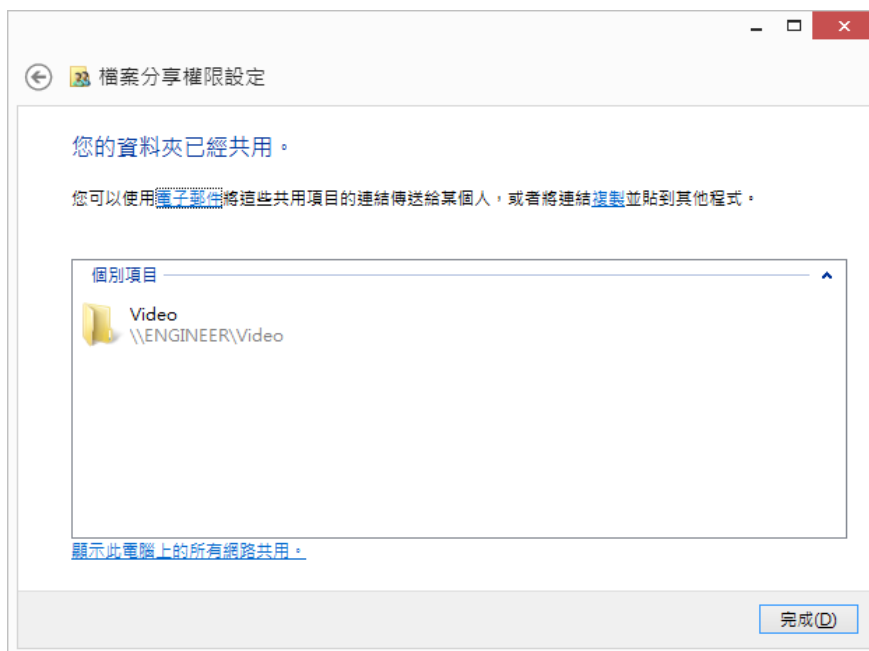 檔案分享權限設定
您的資料夾已經共用。
您可以使用電子郵件將這些共用項目的連結傳送給某個人，或者將連結複製並貼到其他程式。
個別項目
Video
\\ENGINEER\Video
顯示此電腦上的所有網路共用。
完成(D)